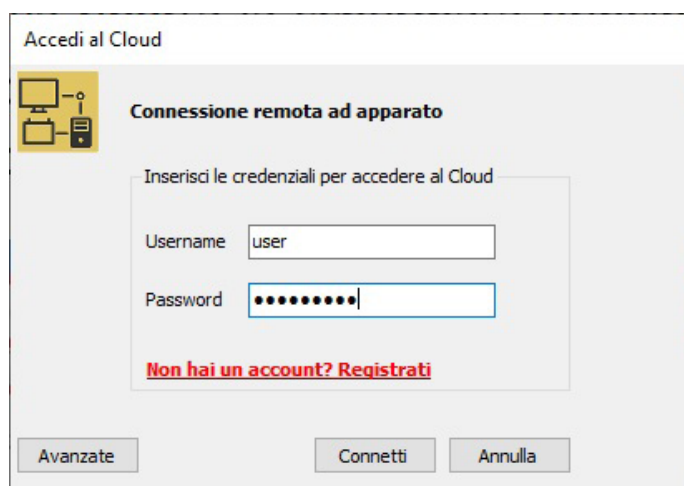 Accedi al Cloud
Connessione remota ad apparato
Inserisci le credenziali per accedere al Cloud
Username user
Password •••••••••
Non hai un account? Registrati
Avanzate Connetti Annulla